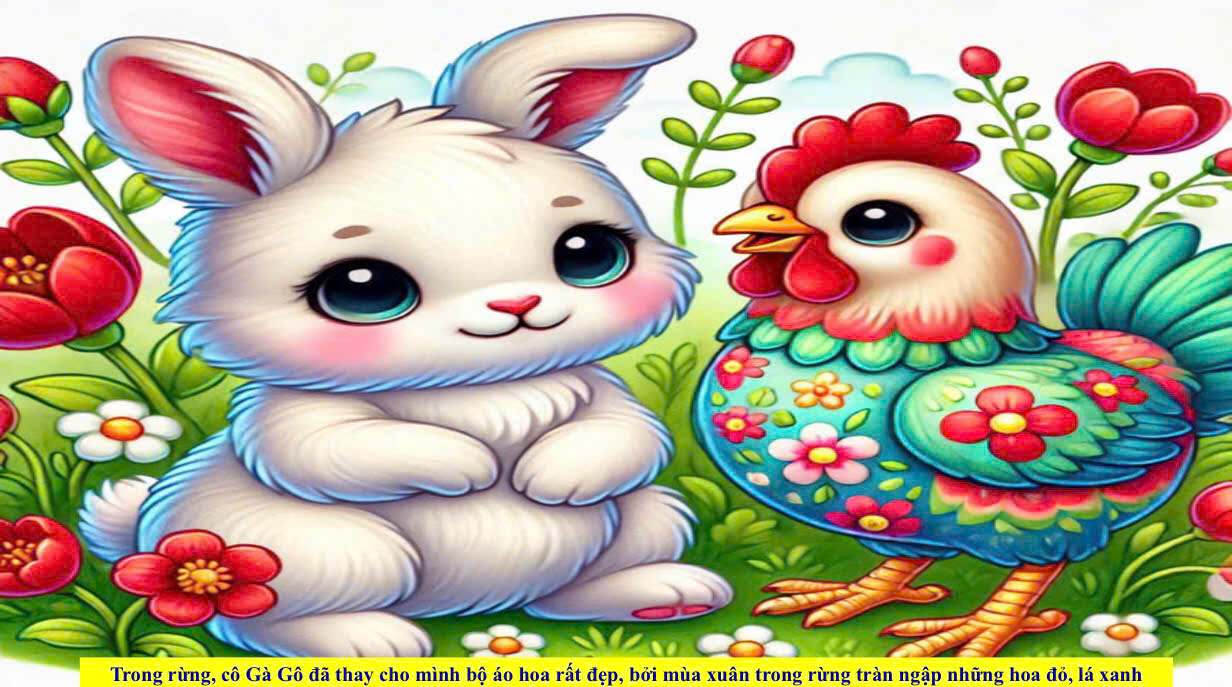 Trong rừng, cô Gà Gô đã thay cho mình bộ áo hoa rất đẹp, bởi mùa xuân trong rừng tràn ngập những hoa đỏ, lá xanh